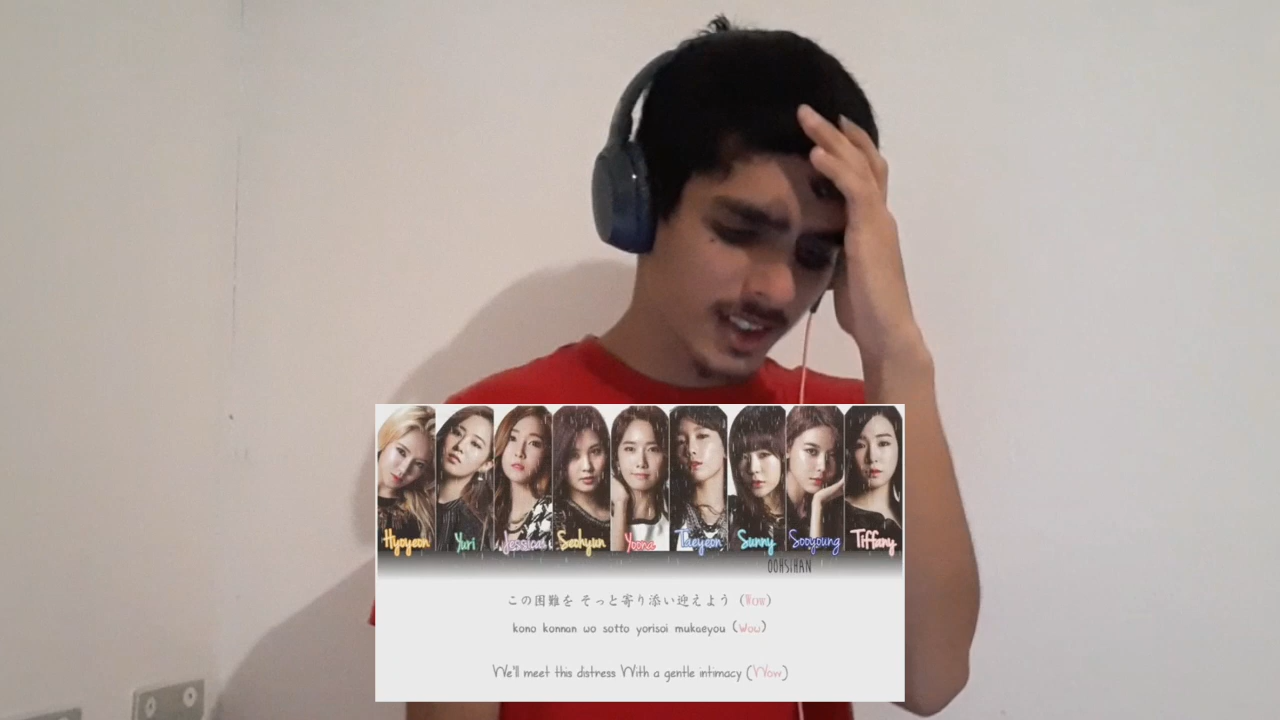 Hyoyeon Yuri Jessica Seohyun Yoona Taeyeon Sunny Sooyoung Tiffany
OOHSIHAN
この困難を そっと寄り添い迎えよう (Wow)
kono konnan wo sotto yorisoi mukaeyou (Wow)
We'll meet this distress With a gentle intimacy (Wow)